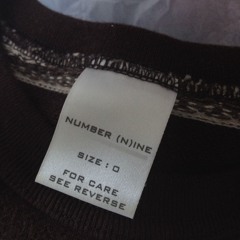 NUMBER (N)INE
SIZE : 0
FOR CARE
SEE REVERSE